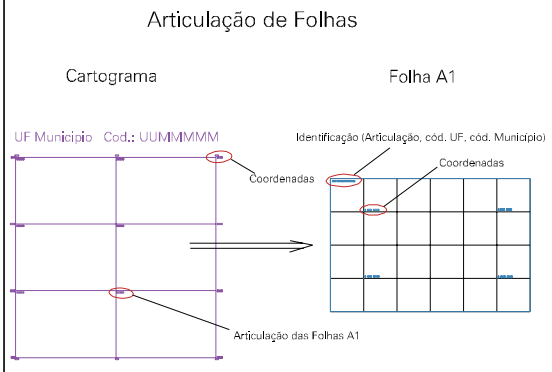 Articulação de Folhas
Cartograma
Folha A1
UF Municipio Cod.: UUMMMMM
Identificação (Articulação, cód. UF, cód. Município)
Coordenadas
Coordenadas
Articulação das Folhas A1